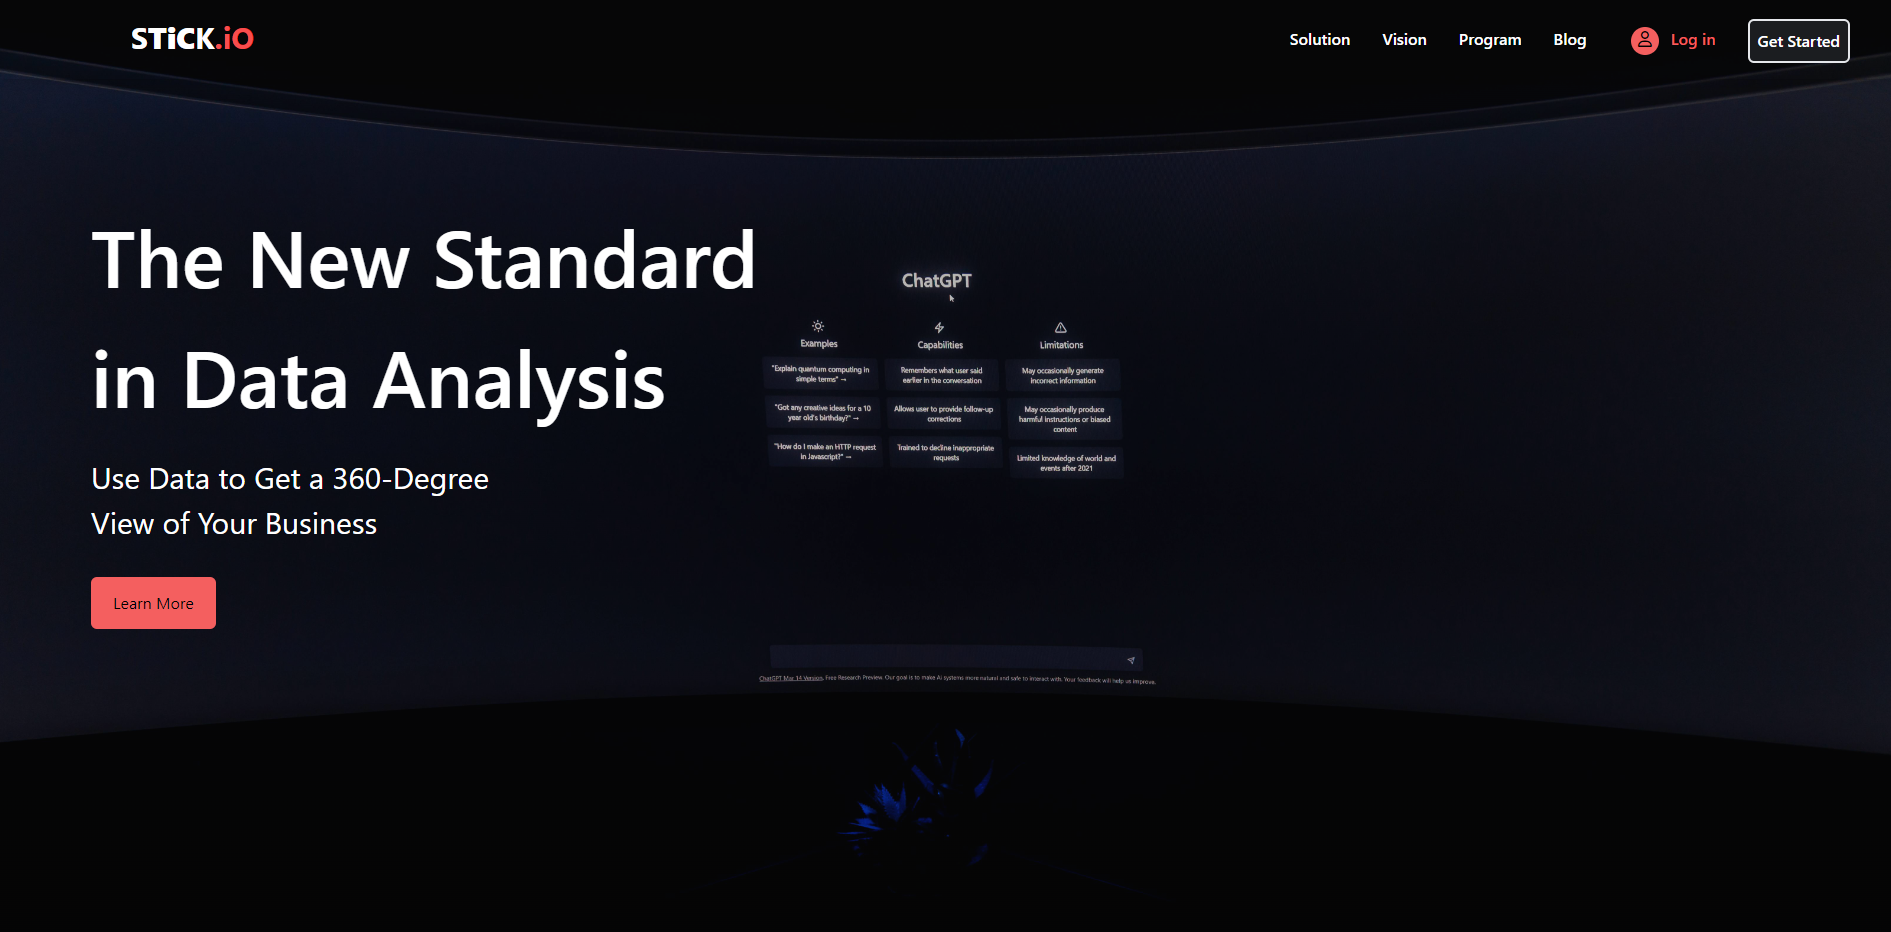 STiCK.iO
Solution
Vision
Program
Blog
Log in
Get Started
The New Standard
in Data Analysis
Use Data to Get a 360-Degree
View of Your Business
Learn More
ChatGPT
Examples
"Explain quantum computing in
simple terms" →
"Got any creative ideas for a 10
year old's birthday?" →
"How do I make an HTTP request
in Javascript?" →
Capabilities
Remembers what user said
earlier in the conversation
Allows user to provide follow-up
corrections
Trained to decline inappropriate
requests
Limitations
May occasionally generate
incorrect information
May occasionally produce
harmful instructions or biased
content
Limited knowledge of world and
events after 2021
ChatGPT Mar 14 Version. Free Research Preview. Our goal is to make AI systems more natural and safe to interact with. Your feedback will help us improve.